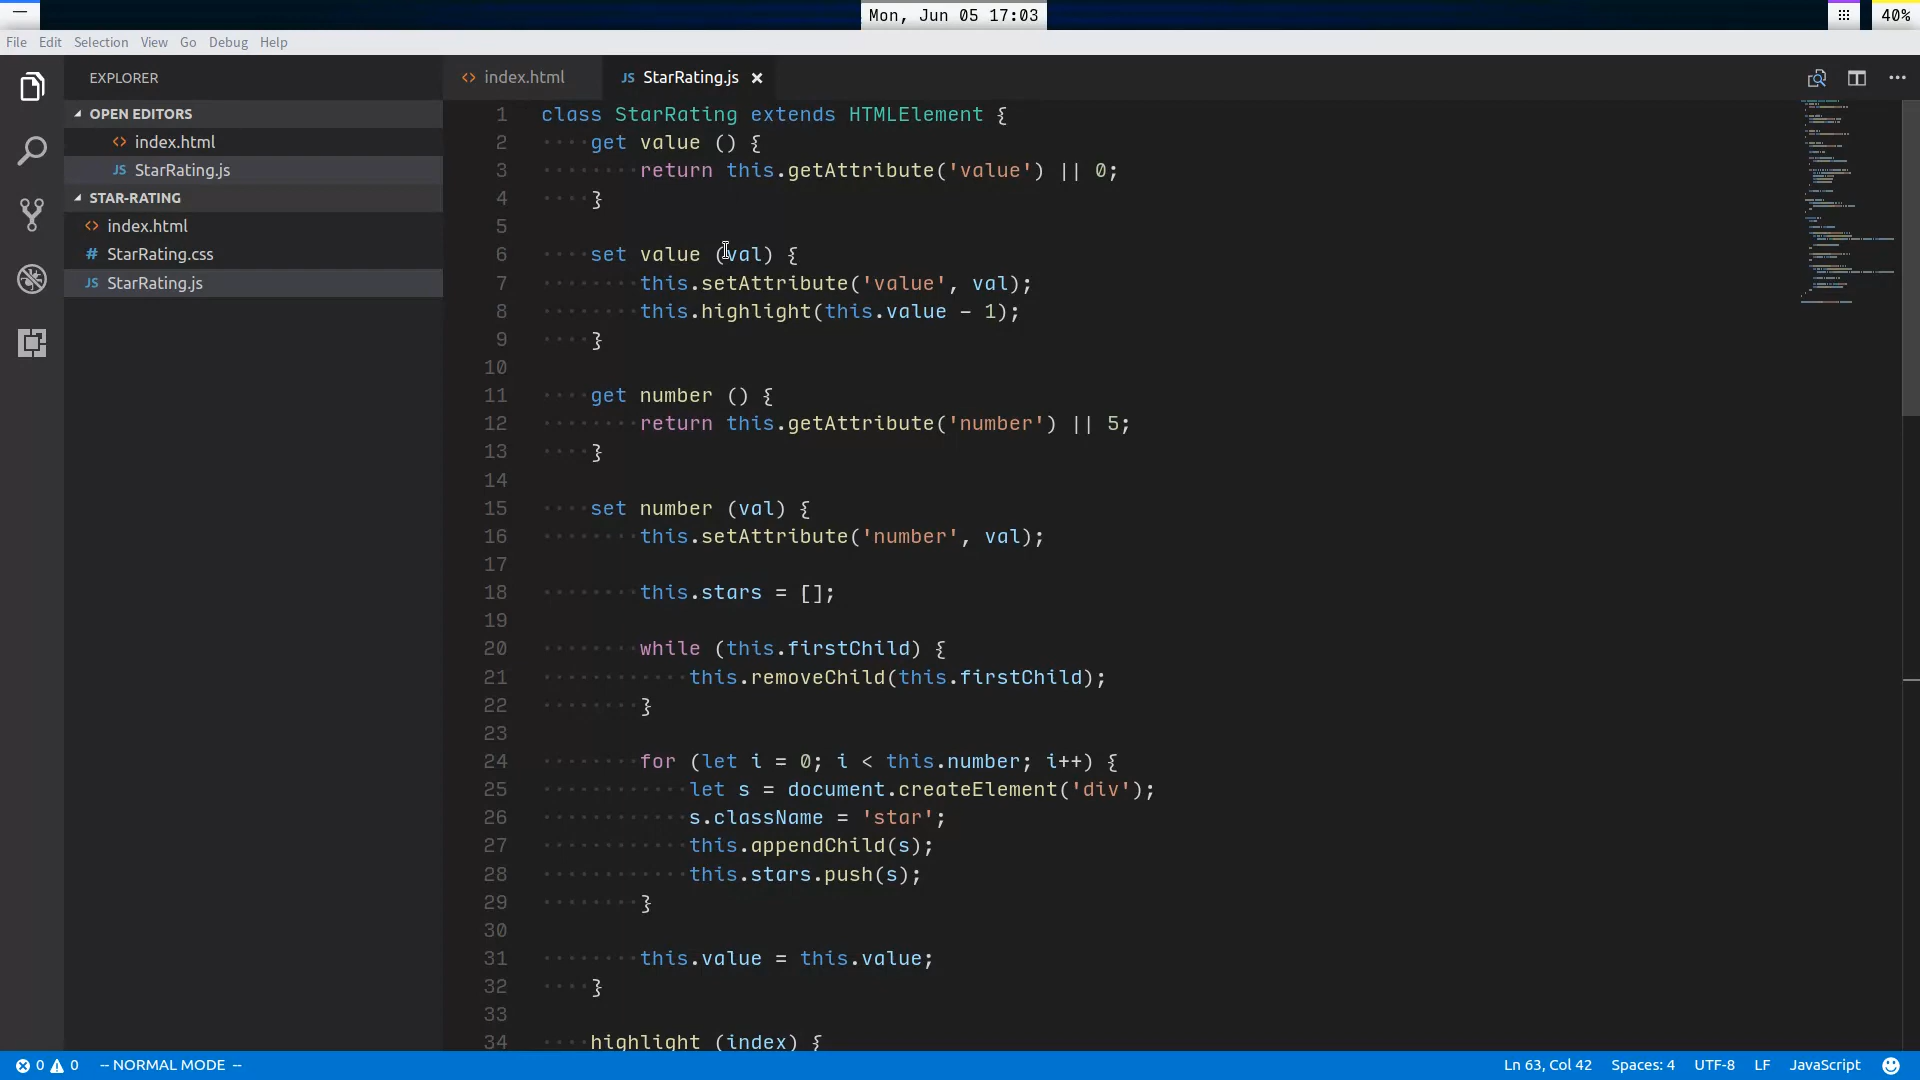 Mon, Jun 05 17:03
40%
File Edit Selection View Go Debug Help
EXPLORER
OPEN EDITORS
index.html
JS StarRating.js
STAR-RATING
index.html
# StarRating.css
JS StarRating.js
<> index.html
JS StarRating.js ×
1 class StarRating extends HTMLElement {
2 ····get value () {
3 ········return this.getAttribute('value') || 0;
4 ····}
5
6 ····set value (val) {
7 ········this.setAttribute('value', val);
8 ········this.highlight(this.value - 1);
9 ····}
10
11 ····get number () {
12 ········return this.getAttribute('number') || 5;
13 ····}
14
15 ····set number (val) {
16 ········this.setAttribute('number', val);
17
18 ········this.stars = [];
19
20 ········while (this.firstChild) {
21 ············this.removeChild(this.firstChild);
22 ········}
23
24 ········for (let i = 0; i < this.number; i++) {
25 ············let s = document.createElement('div');
26 ············s.className = 'star';
27 ············this.appendChild(s);
28 ············this.stars.push(s);
29 ········}
30
31 ········this.value = this.value;
32 ····}
33
34 ····highlight (index) {
0 0 -- NORMAL MODE --
Ln 63, Col 42 Spaces: 4 UTF-8 LF JavaScript